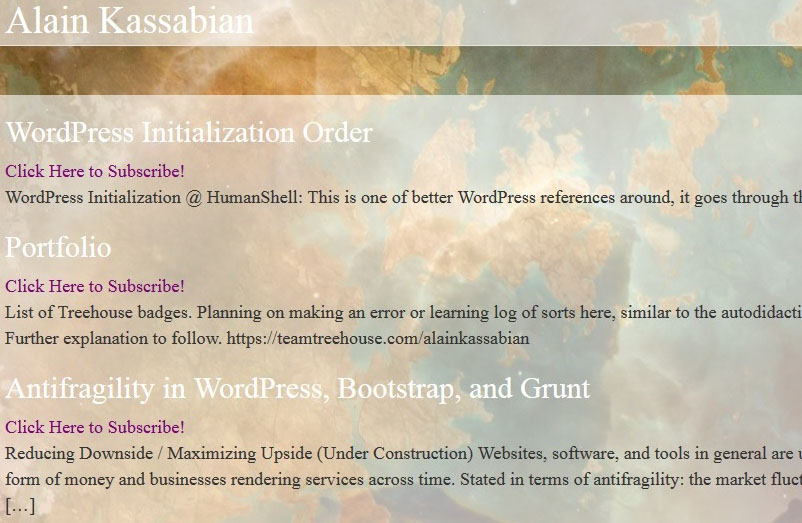 Alain Kassabian
WordPress Initialization Order
Click Here to Subscribe!
WordPress Initialization @ HumanShell: This is one of better WordPress references around, it goes through
Portfolio
Click Here to Subscribe!
List of Treehouse badges. Planning on making an error or learning log of sorts here, similar to the
Further explanation to follow. https://teamtreehouse.com/alainkassabian
Antifragility in WordPress, Bootstrap, and Grunt
Click Here to Subscribe!
Reducing Downside / Maximizing Upside (Under Construction) Websites, software, and tools in general are
form of money and businesses rendering services across time. Stated in terms of antifragility: the market
[…]